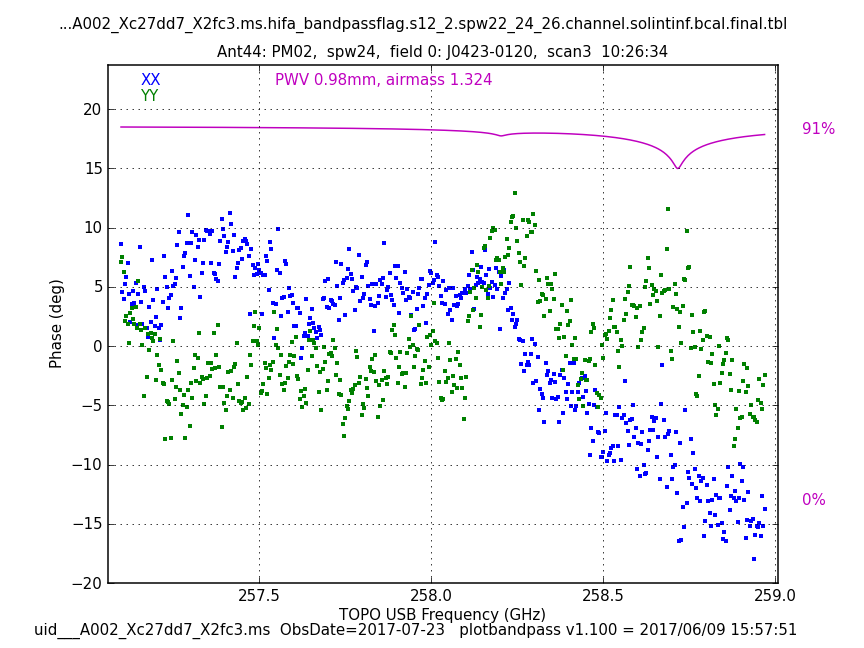 ...A002_Xc27dd7_X2fc3.ms.hifa_bandpassflag.s12_2.spw22_24_26.channel.solintinf.bcal.final.tbl
Ant44: PM02,  spw24,  field 0: J0423-0120,  scan3  10:26:34
XX
PWV 0.98mm, airmass 1.324
YY
20
91%
15
10
5
0
−5
−10
0%
−15
−20
Phase (deg)
257.5 258.0 258.5 259.0
TOPO USB Frequency (GHz)
uid___A002_Xc27dd7_X2fc3.ms  ObsDate=2017-07-23   plotbandpass v1.100 = 2017/06/09 15:57:51